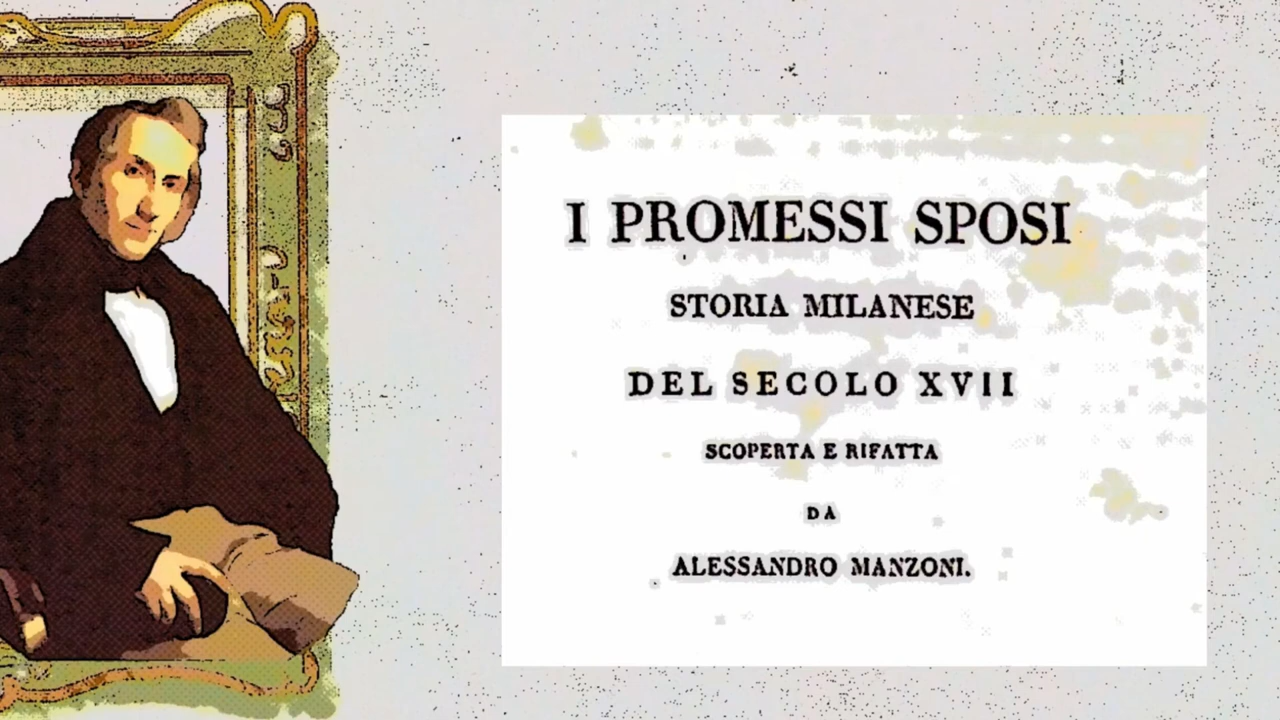 I PROMESSI SPOSI
STORIA MILANESE
DEL SECOLO XVII
SCOPERTA E RIFATTA
DA
ALESSANDRO MANZONI.